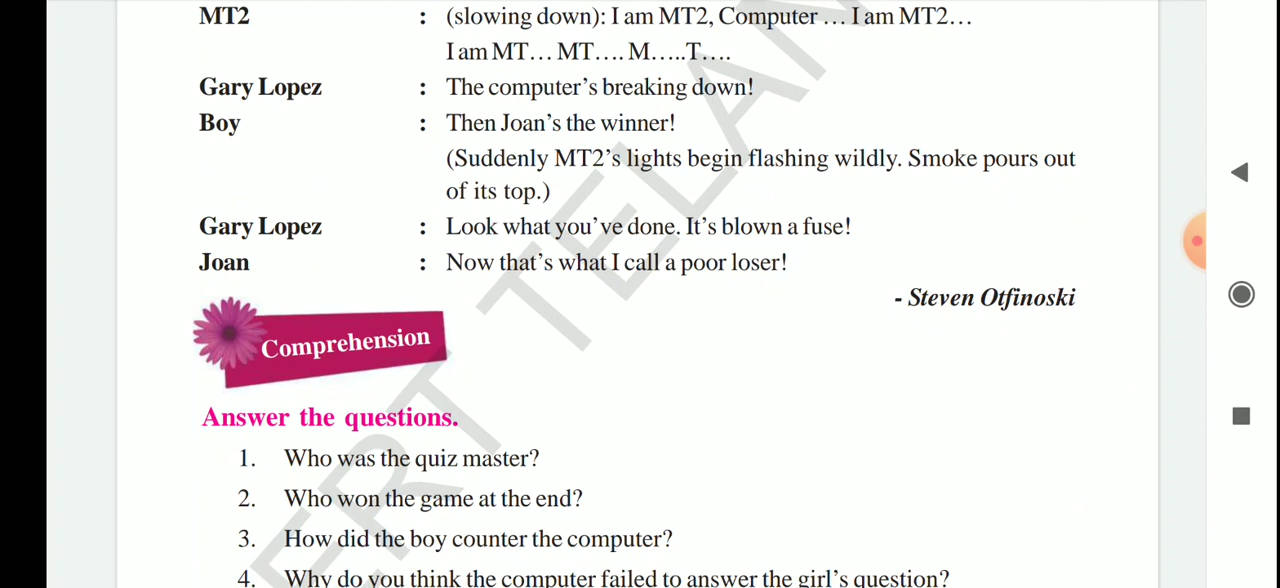 MT2 : (slowing down): I am MT2, Computer … I am MT2…
I am MT… MT…. M…..T….
Gary Lopez : The computer's breaking down!
Boy : Then Joan's the winner!
(Suddenly MT2's lights begin flashing wildly. Smoke pours out
of its top.)
Gary Lopez : Look what you've done. It's blown a fuse!
Joan : Now that's what I call a poor loser!
- Steven Otfinoski
Comprehension
Answer the questions.
1. Who was the quiz master?
2. Who won the game at the end?
3. How did the boy counter the computer?
4. Why do you think the computer failed to answer the girl's question?
ERT TELAN